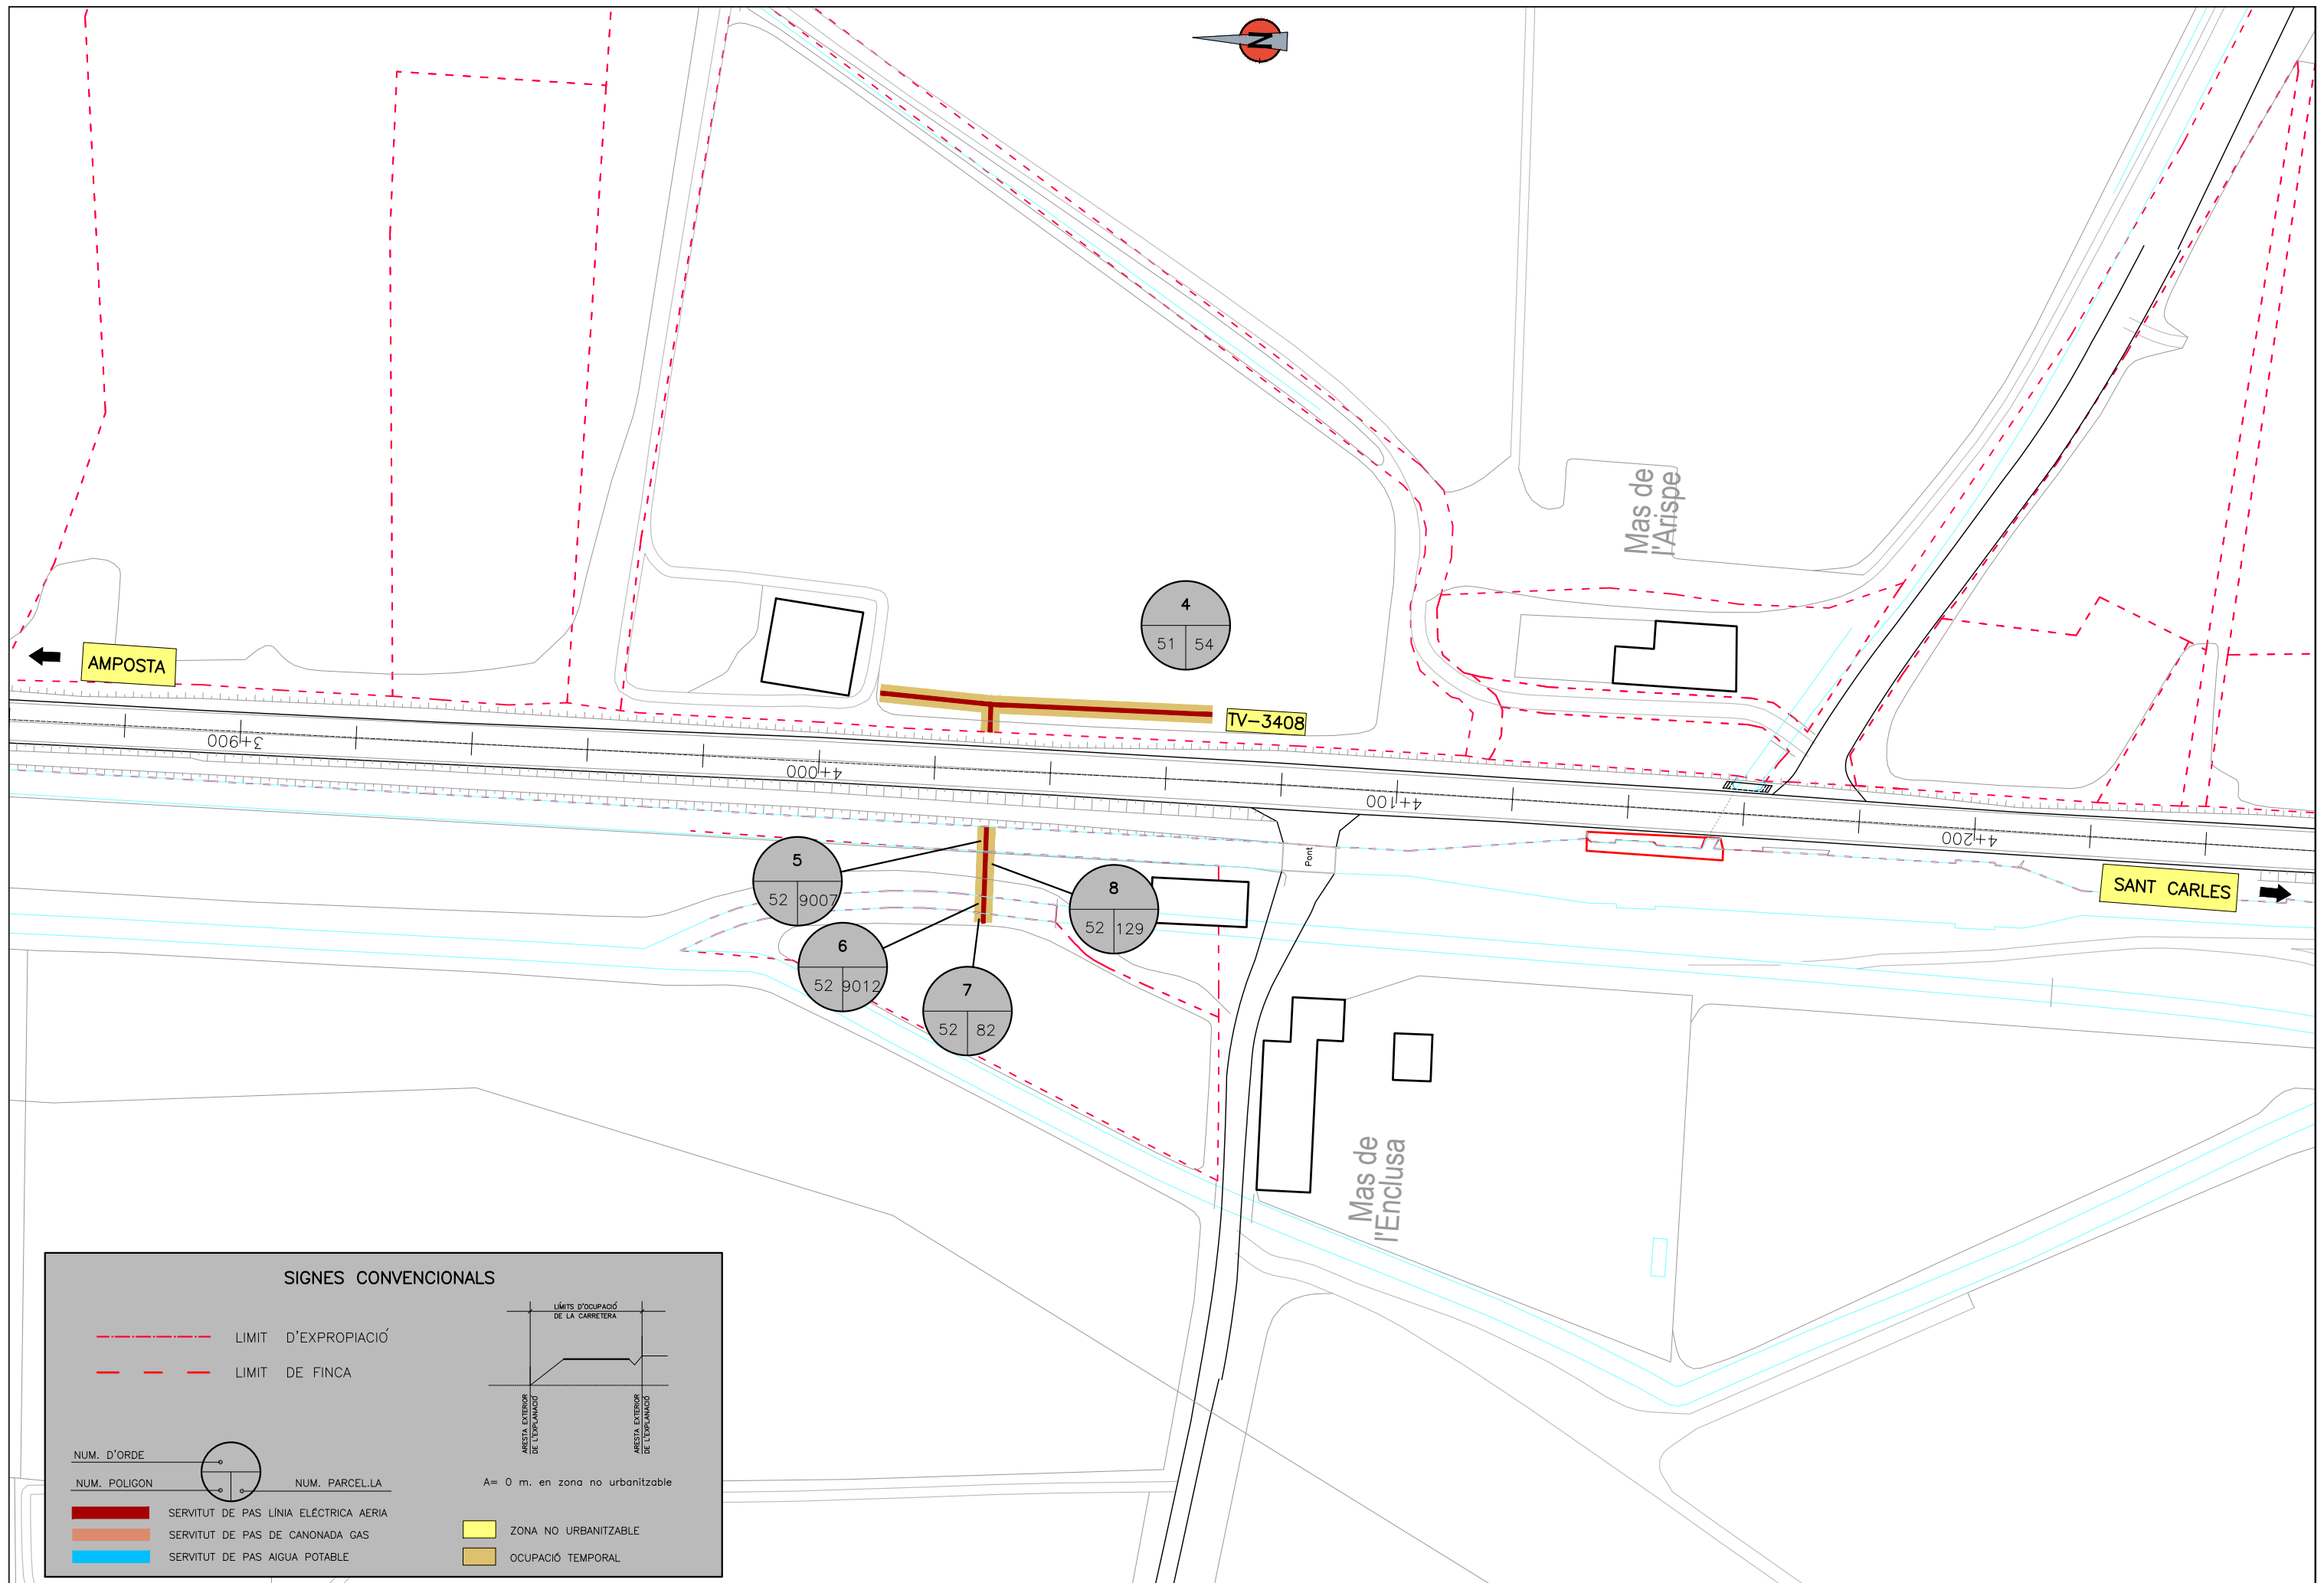 N
Mas de
l'Arispe
4
51 54
AMPOSTA
TV-3408
3+900
4+000
4+100
4+200
Pont
5
52 9007
8
52 129
SANT CARLES
6
52 9012
7
52 82
Mas de
l'Enclusa
SIGNES CONVENCIONALS
LÍMITS D'OCUPACIÓ
DE LA CARRETERA
LIMIT D'EXPROPIACIÓ
LIMIT DE FINCA
ARESTA EXTERIOR
DE L'EXPLANACIÓ
ARESTA EXTERIOR
DE L'EXPLANACIÓ
NUM. D'ORDE
NUM. POLIGON
NUM. PARCEL.LA
A= 0 m. en zona no urbanitzable
SERVITUT DE PAS LÍNIA ELÉCTRICA AERIA
SERVITUT DE PAS DE CANONADA GAS
SERVITUT DE PAS AIGUA POTABLE
ZONA NO URBANITZABLE
OCUPACIÓ TEMPORAL